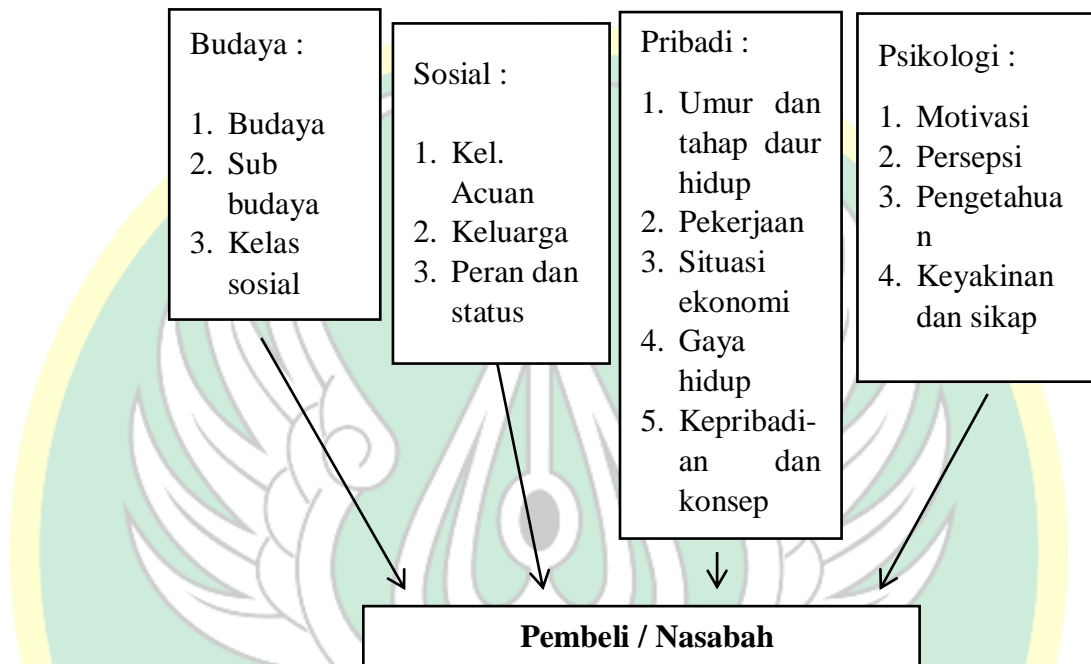 Budaya :
1. Budaya
2. Sub
budaya
3. Kelas
sosial
Sosial :
1. Kel.
Acuan
2. Keluarga
3. Peran dan
status
Pribadi :
1. Umur dan
tahap daur
hidup
2. Pekerjaan
3. Situasi
ekonomi
4. Gaya
hidup
5. Kepribadi-
an dan
konsep
Psikologi :
1. Motivasi
2. Persepsi
3. Pengetahua
n
4. Keyakinan
dan sikap
Pembeli / Nasabah